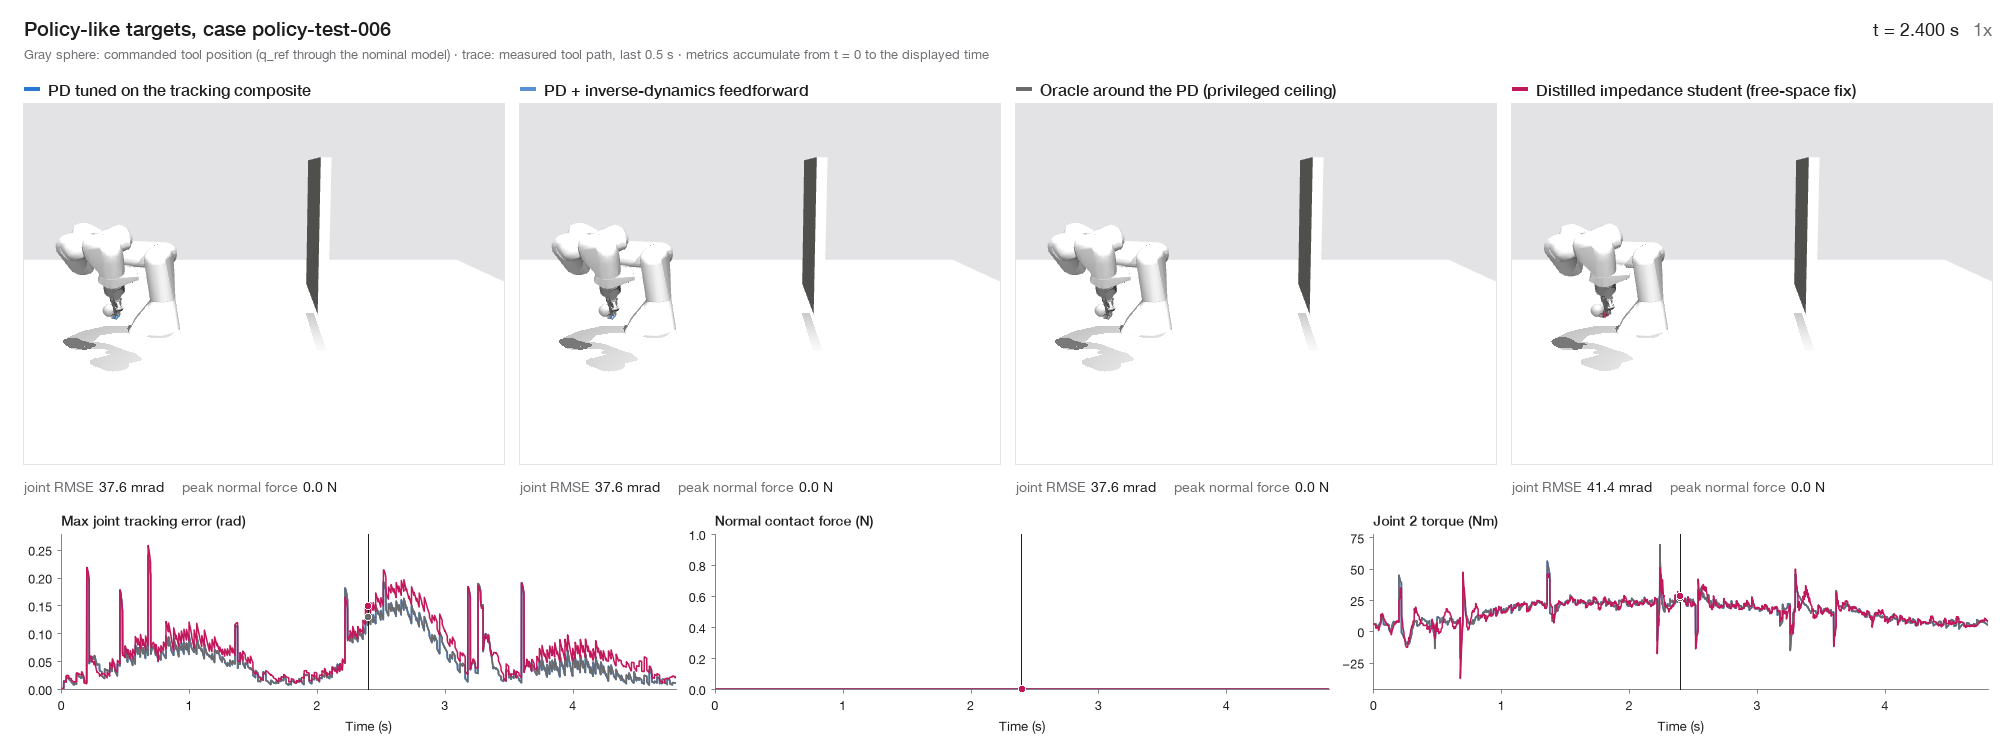 Policy-like targets, case policy-test-006
t = 2.400 s 1x
Gray sphere: commanded tool position (q_ref through the nominal model) · trace: measured tool path, last 0.5 s · metrics accumulate from t = 0 to the displayed time
PD tuned on the tracking composite
PD + inverse-dynamics feedforward
Oracle around the PD (privileged ceiling)
Distilled impedance student (free-space fix)
joint RMSE 37.6 mrad peak normal force 0.0 N
joint RMSE 37.6 mrad peak normal force 0.0 N
joint RMSE 37.6 mrad peak normal force 0.0 N
joint RMSE 41.4 mrad peak normal force 0.0 N
Max joint tracking error (rad)
0.25
0.20
0.15
0.10
0.05
0.00
0 1 2 3 4
Time (s)
Normal contact force (N)
1.0
0.8
0.6
0.4
0.2
0.0
0 1 2 3 4
Time (s)
Joint 2 torque (Nm)
75
50
25
0
−25
0 1 2 3 4
Time (s)